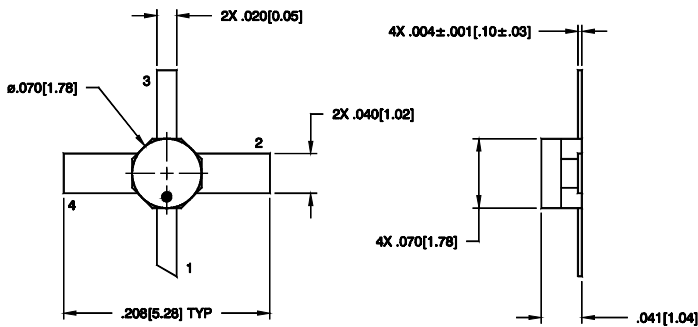 2X .020[0.05]
4X .004±.001[.10±.03]
3
ø.070[1.78]
2X .040[1.02]
2
4
4X .070[1.78]
1
.208[5.28] TYP
.041[1.04]